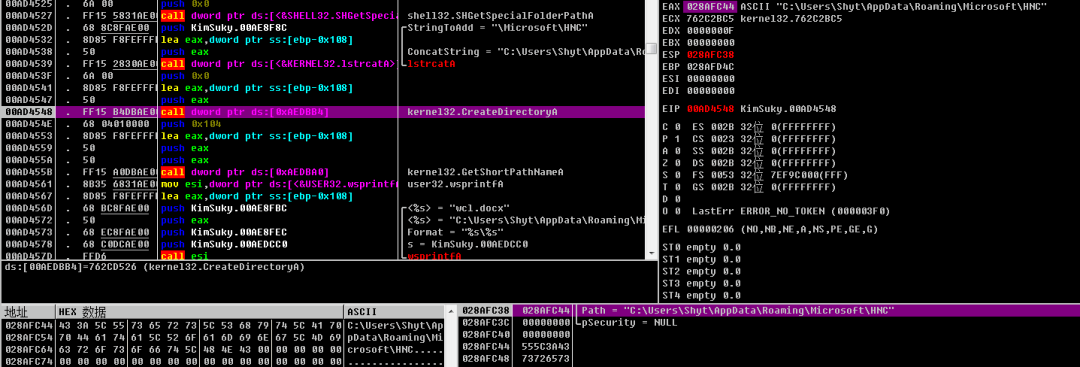 00AD4525 . 6A 00 push 0x0
00AD4527 . FF15 5831AE00 call dword ptr ds:[<&SHELL32.SHGetSpeci shell32.SHGetSpecialFolderPathA
00AD452D . 68 8C8FAE00 push KimSuky.00AE8F8C StringToAdd = "\Microsoft\HNC"
00AD4532 . 8D85 F8FEFFFF lea eax,dword ptr ss:[ebp-0x108]
00AD4538 . 50 push eax ConcatString = "C:\Users\Shyt\AppData\Ro
00AD4539 . FF15 2830AE00 call dword ptr ds:[<&KERNEL32.lstrcatA> lstrcatA
00AD453F . 6A 00 push 0x0
00AD4541 . 8D85 F8FEFFFF lea eax,dword ptr ss:[ebp-0x108]
00AD4547 . 50 push eax
00AD4548 . FF15 B4DBAE00 call dword ptr ds:[0xAEDBB4] kernel32.CreateDirectoryA
00AD454E . 68 04010000 push 0x104
00AD4553 . 8D85 F8FEFFFF lea eax,dword ptr ss:[ebp-0x108]
00AD4559 . 50 push eax
00AD455A . 50 push eax
00AD455B . FF15 A0DBAE00 call dword ptr ds:[0xAEDBA0] kernel32.GetShortPathNameA
00AD4561 . 8B35 6831AE00 mov esi,dword ptr ds:[<&USER32.wsprintf user32.wsprintfA
00AD4567 . 8D85 F8FEFFFF lea eax,dword ptr ss:[ebp-0x108]
00AD456D . 68 BC8FAE00 push KimSuky.00AE8FBC <%s> = "wcl.docx"
00AD4572 . 50 push eax <%s> = "C:\Users\Shyt\AppData\Roaming\Mi
00AD4573 . 68 EC8FAE00 push KimSuky.00AE8FEC Format = "%s\%s"
00AD4578 . 68 C0DCAE00 push KimSuky.00AEDCC0 s = KimSuky.00AEDCC0
00AD457D . FFD6 call esi wsprintfA
ds:[00AEDBB4]=762CD526 (kernel32.CreateDirectoryA)
EAX 028AFC44 ASCII "C:\Users\Shyt\AppData\Roaming\Microsoft\HNC"
ECX 762C2BC5 kernel32.762C2BC5
EDX 0000000F
EBX 00000000
ESP 028AFC38
EBP 028AFD4C
ESI 00000000
EDI 00000000
EIP 00AD4548 KimSuky.00AD4548
C 0 ES 002B 32位 0(FFFFFFFF)
P 1 CS 0023 32位 0(FFFFFFFF)
A 0 SS 002B 32位 0(FFFFFFFF)
Z 0 DS 002B 32位 0(FFFFFFFF)
S 0 FS 0053 32位 7EF9C000(FFF)
T 0 GS 002B 32位 0(FFFFFFFF)
D 0
O 0 LastErr ERROR_NO_TOKEN (000003F0)
EFL 00000206 (NO,NB,NE,A,NS,PE,GE,G)
ST0 empty 0.0
ST1 empty 0.0
ST2 empty 0.0
ST3 empty 0.0
ST4 empty 0.0
地址 HEX 数据 ASCII
028AFC44 43 3A 5C 55 73 65 72 73 5C 53 68 79 74 5C 41 70 C:\Users\Shyt\Ap
028AFC54 70 44 61 74 61 5C 52 6F 61 6D 69 6E 67 5C 4D 69 pData\Roaming\Mi
028AFC64 63 72 6F 73 6F 66 74 5C 48 4E 43 00 00 00 00 00 crosoft\HNC.....
028AFC74 00 00 00 00 00 00 00 00 00 00 00 00 00 00 00 00 ................
028AFC38 028AFC44 Path = "C:\Users\Shyt\AppData\Roaming\Microsoft\HNC"
028AFC3C 00000000 pSecurity = NULL
028AFC40 00000000
028AFC44 555C3A43
028AFC48 73726573